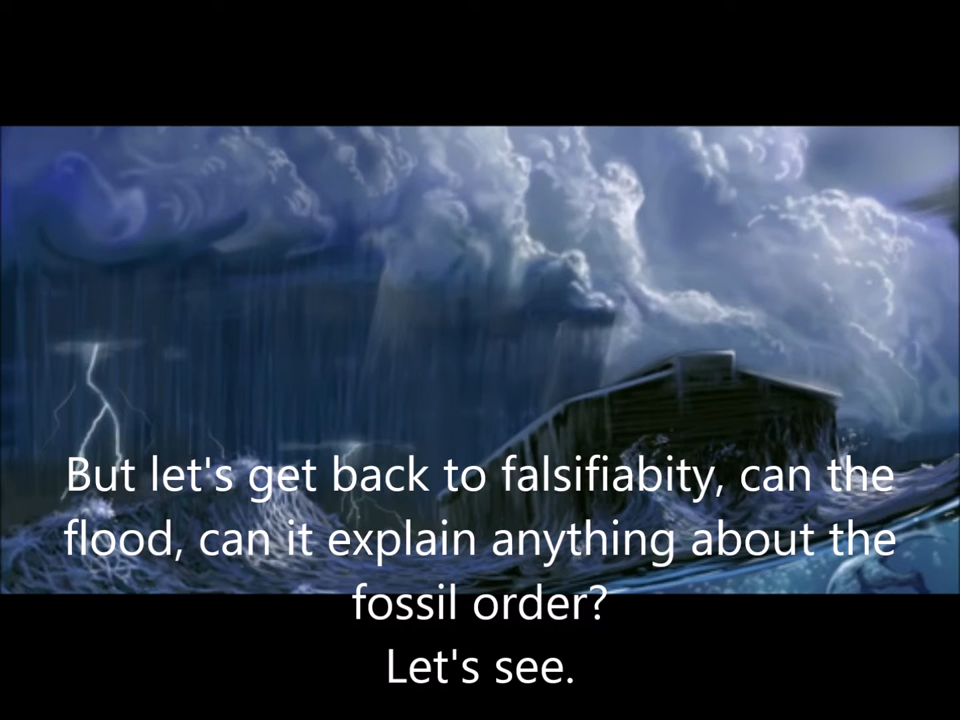 But let's get back to falsifiabity, can the
flood, can it explain anything about the
fossil order?
Let's see.